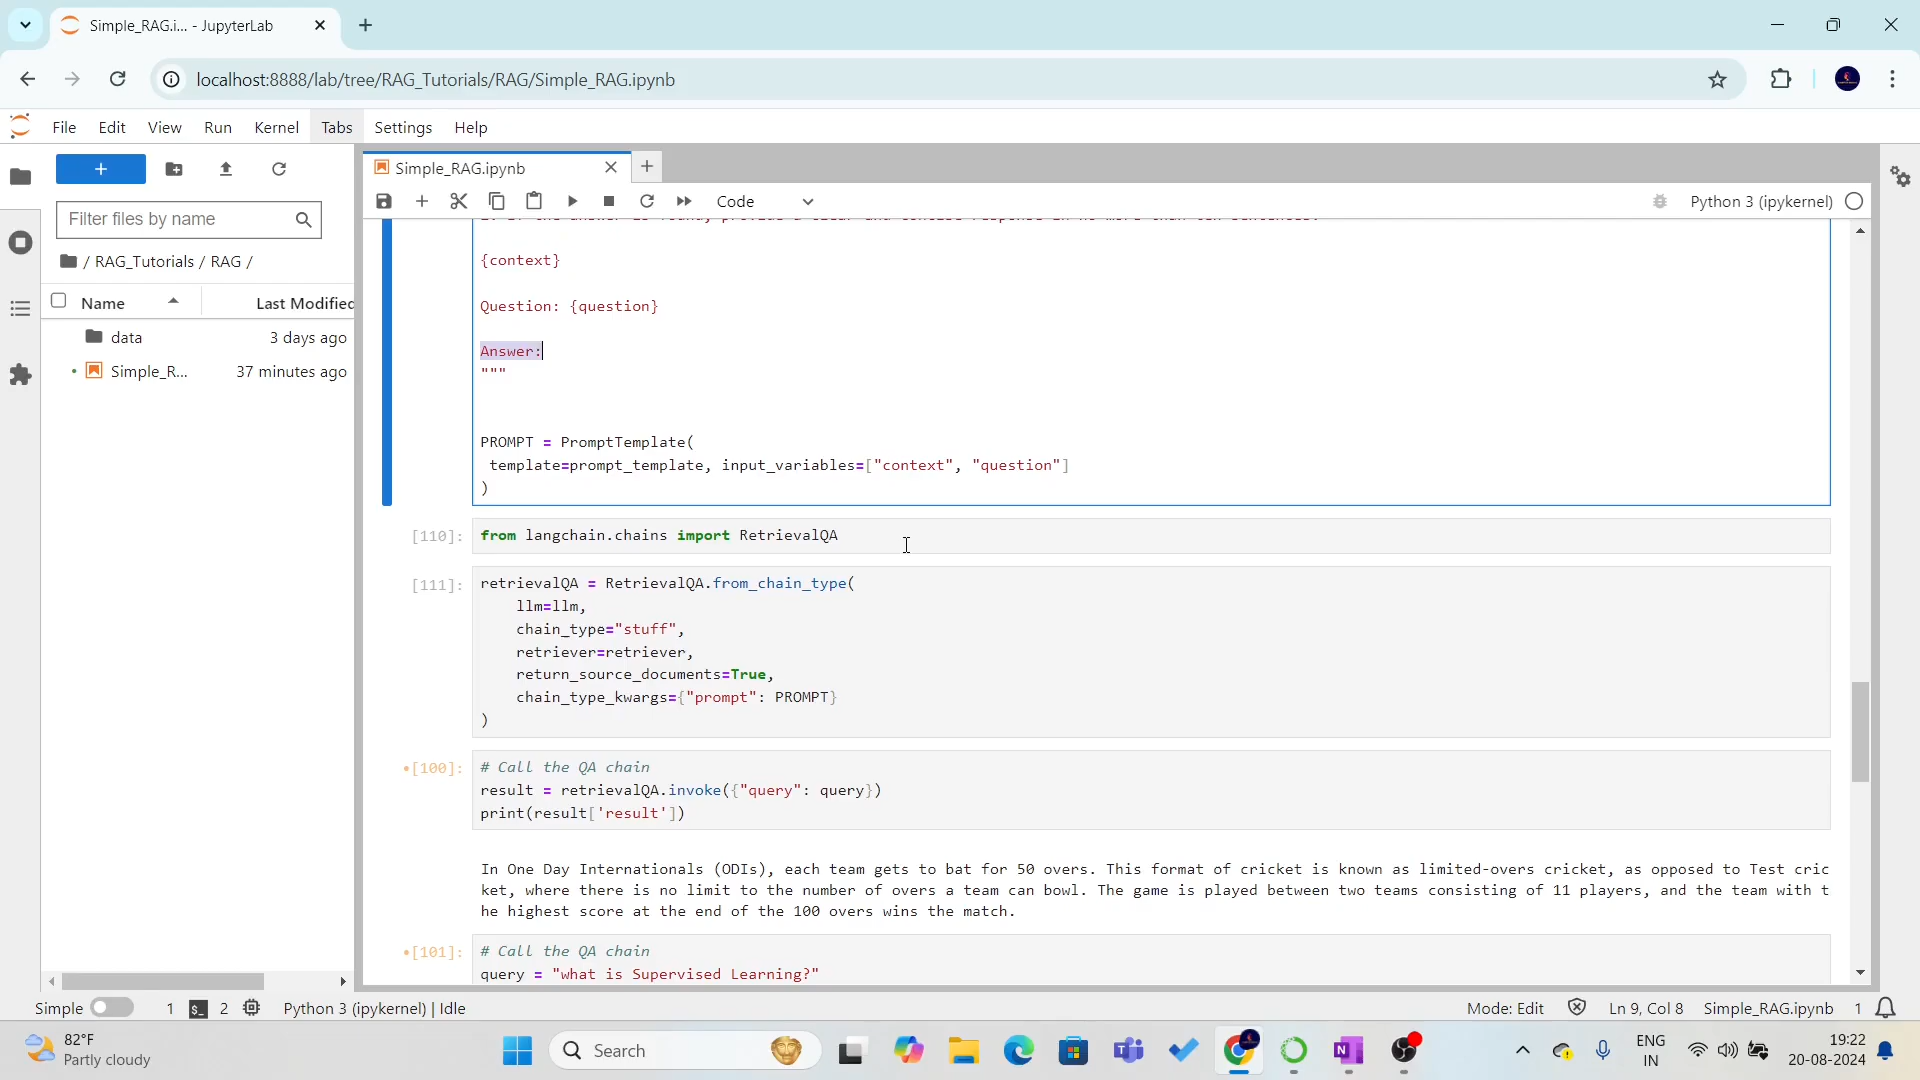 Simple_RAG.i... - JupyterLab
localhost:8888/lab/tree/RAG_Tutorials/RAG/Simple_RAG.ipynb
File Edit View Run Kernel Tabs Settings Help
Simple_RAG.ipynb
Filter files by name
/ RAG_Tutorials / RAG /
Name Last Modified
data 3 days ago
Simple_R... 37 minutes ago
Code
Python 3 (ipykernel)
{context}
Question: {question}
Answer:
"""
PROMPT = PromptTemplate(
template=prompt_template, input_variables=["context", "question"]
)
[110]: from langchain.chains import RetrievalQA
[111]: retrievalQA = RetrievalQA.from_chain_type(
llm=llm,
chain_type="stuff",
retriever=retriever,
return_source_documents=True,
chain_type_kwargs={"prompt": PROMPT}
)
•[100]: # Call the QA chain
result = retrievalQA.invoke({"query": query})
print(result['result'])
In One Day Internationals (ODIs), each team gets to bat for 50 overs. This format of cricket is known as limited-overs cricket, as opposed to Test cric
ket, where there is no limit to the number of overs a team can bowl. The game is played between two teams consisting of 11 players, and the team with t
he highest score at the end of the 100 overs wins the match.
•[101]: # Call the QA chain
query = "what is Supervised Learning?"
Simple 1 2 Python 3 (ipykernel) | Idle
Mode: Edit Ln 9, Col 8 Simple_RAG.ipynb 1
82°F
Partly cloudy
Search
ENG
IN
19:22
20-08-2024